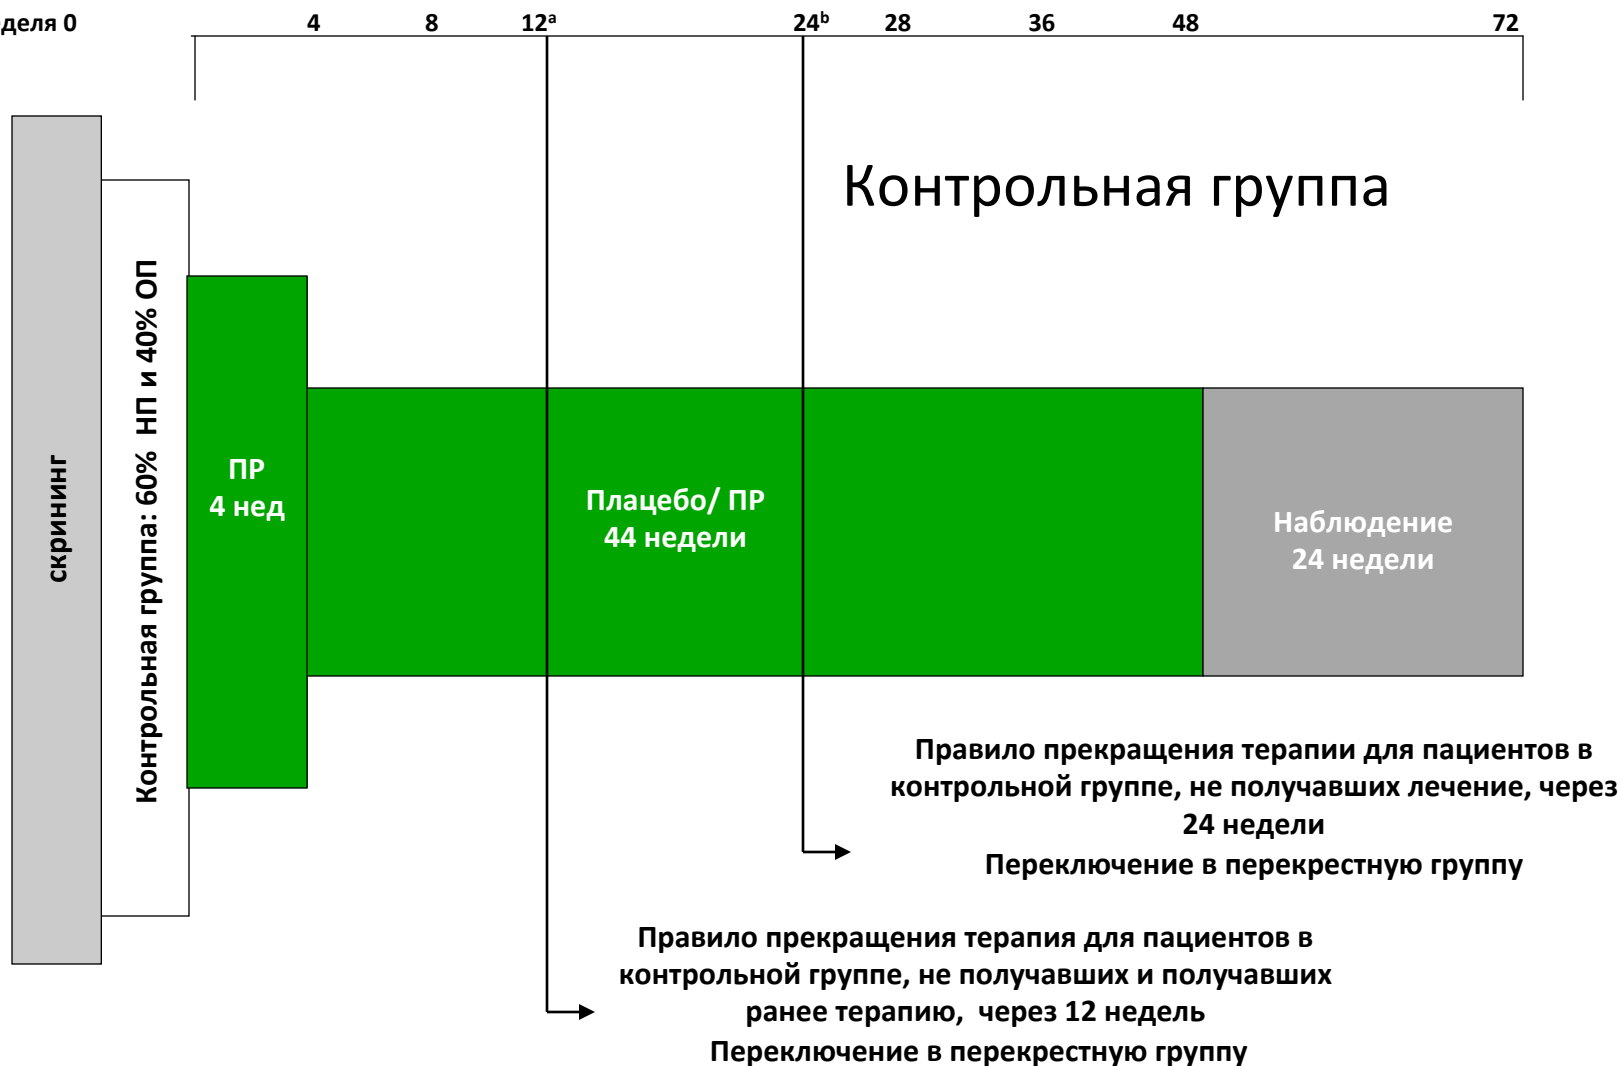 деля 0 4 8 12ᵃ 24ᵇ 28 36 48 72
Контрольная группа
скрининг
Контрольная группа: 60% НП и 40% ОП
ПР
4 нед
Плацебо/ ПР
44 недели
Наблюдение
24 недели
Правило прекращения терапии для пациентов в
контрольной группе, не получавших лечение, через
24 недели
Переключение в перекрестную группу
Правило прекращения терапия для пациентов в
контрольной группе, не получавших и получавших
ранее терапию, через 12 недель
Переключение в перекрестную группу